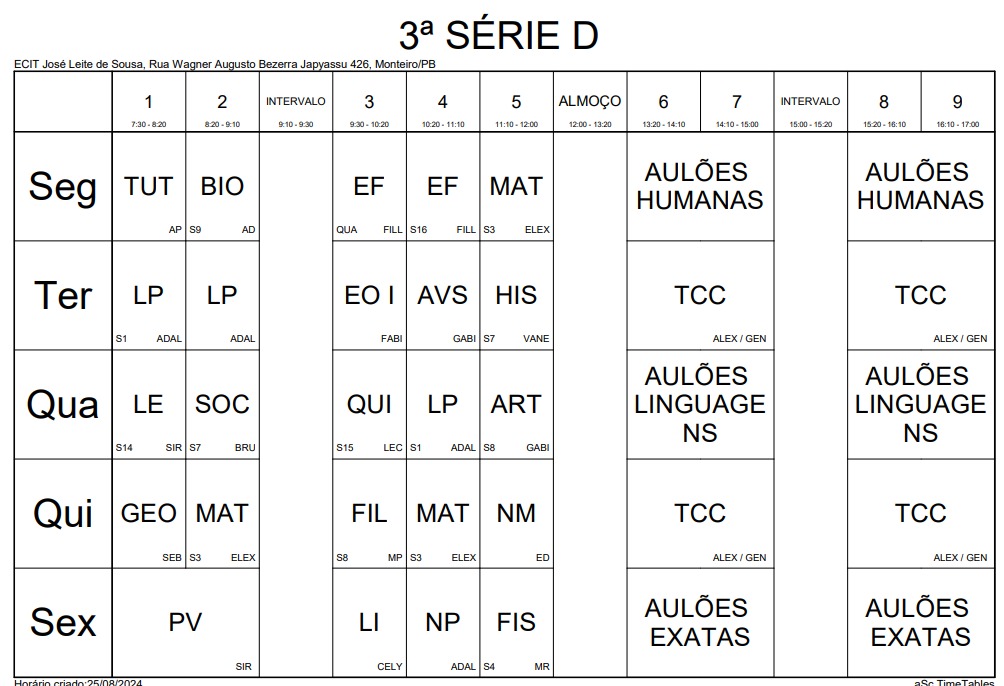 3ª SÉRIE D
ECIT José Leite de Sousa, Rua Wagner Augusto Bezerra Japyassu 426, Monteiro/PB
1 2 INTERVALO 3 4 5 ALMOÇO 6 7 INTERVALO 8 9
7:30 - 8:20 8:20 - 9:10 9:10 - 9:30 9:30 - 10:20 10:20 - 11:10 11:10 - 12:00 12:00 - 13:20 13:20 - 14:10 14:10 - 15:00 15:00 - 15:20 15:20 - 16:10 16:10 - 17:00
Seg TUT BIO EF EF MAT AULÕES HUMANAS AULÕES HUMANAS
AP S9 AD QUA FILL S16 FILL S3 ELEX
Ter LP LP EO I AVS HIS TCC TCC
S1 ADAL ADAL FABI GABI S7 VANE ALEX / GEN ALEX / GEN
Qua LE SOC QUI LP ART AULÕES LINGUAGE NS AULÕES LINGUAGE NS
S14 SIR S7 BRU S15 LEC S1 ADAL S8 GABI
Qui GEO MAT FIL MAT NM TCC TCC
SEB S3 ELEX S8 MP S3 ELEX ED ALEX / GEN ALEX / GEN
Sex PV LI NP FIS AULÕES EXATAS AULÕES EXATAS
SIR CELY ADAL S4 MR
Horário criado:25/08/2024 aSc TimeTables